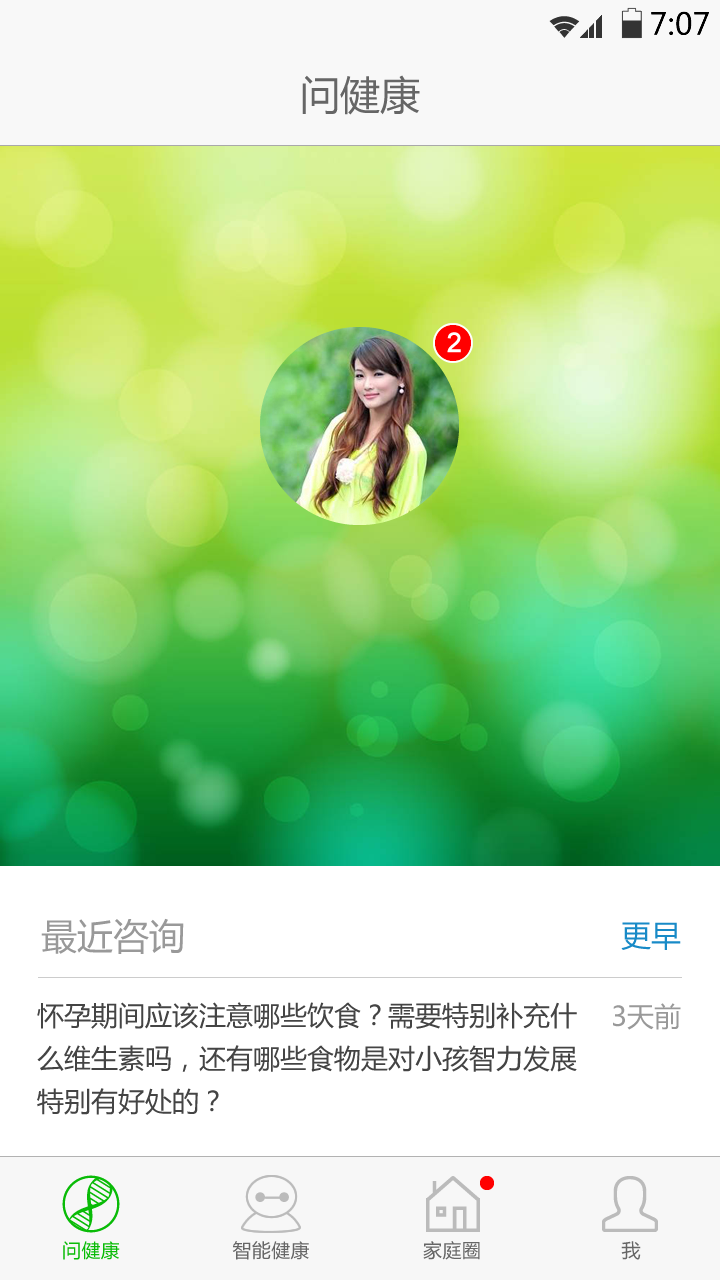 7:07
问健康
2
最近咨询 更早
怀孕期间应该注意哪些饮食？需要特别补充什 3天前
么维生素吗，还有哪些食物是对小孩智力发展
特别有好处的？
问健康 智能健康 家庭圈 我